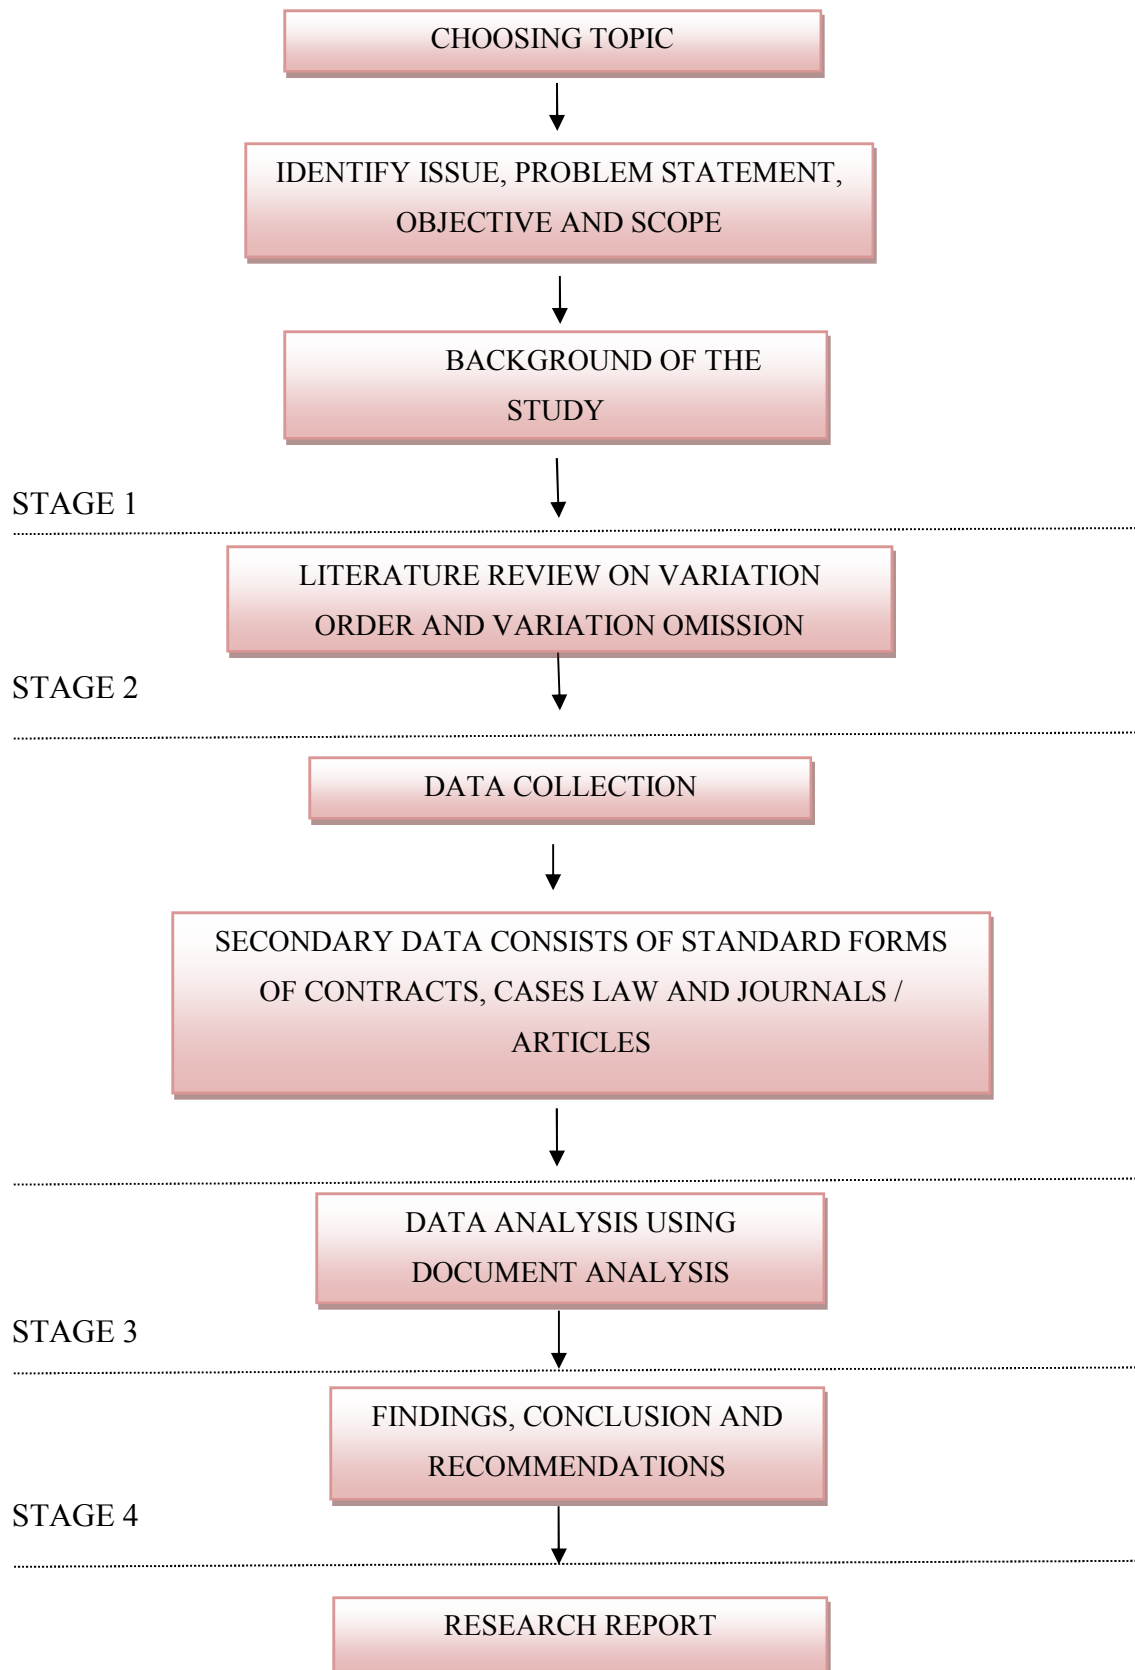 CHOOSING TOPIC
IDENTIFY ISSUE, PROBLEM STATEMENT,
OBJECTIVE AND SCOPE
BACKGROUND OF THE
STUDY
STAGE 1
LITERATURE REVIEW ON VARIATION
ORDER AND VARIATION OMISSION
STAGE 2
DATA COLLECTION
SECONDARY DATA CONSISTS OF STANDARD FORMS
OF CONTRACTS, CASES LAW AND JOURNALS /
ARTICLES
DATA ANALYSIS USING
DOCUMENT ANALYSIS
STAGE 3
FINDINGS, CONCLUSION AND
RECOMMENDATIONS
STAGE 4
RESEARCH REPORT